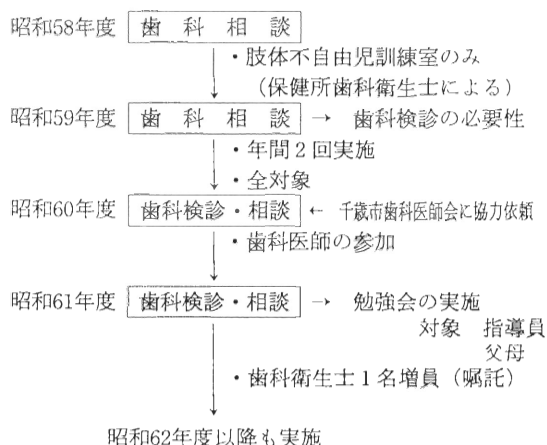 昭和58年度 歯科相談
・肢体不自由児訓練室のみ
(保健所歯科衛生士による)
昭和59年度 歯科相談 → 歯科検診の必要性
・年間2回実施
・全対象
昭和60年度 歯科検診・相談 ← 千歳市歯科医師会に協力依頼
・歯科医師の参加
昭和61年度 歯科検診・相談 → 勉強会の実施
対象 指導員
父母
・歯科衛生士1名増員(嘱託)
昭和62年度以降も実施